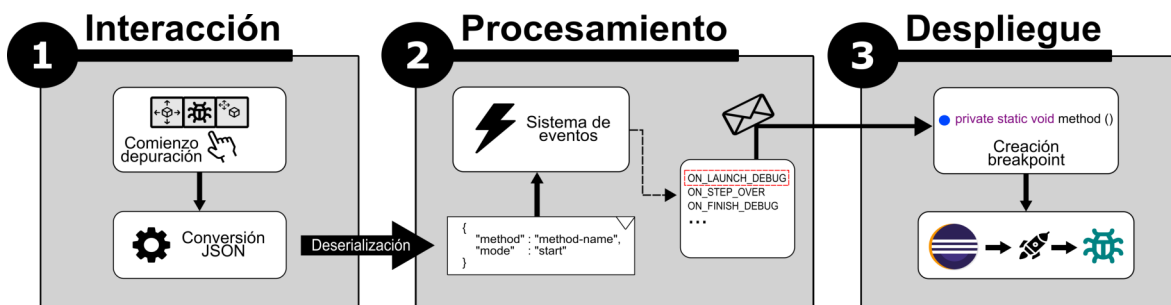 1 Interacción
Comienzo
depuración
Conversión
JSON
Deserialización
2 Procesamiento
Sistema de
eventos
{
"method" : "method-name",
"mode" : "start"
}
ON_LAUNCH_DEBUG
ON_STEP_OVER
ON_FINISH_DEBUG
...
3 Despliegue
private static void method ()
Creación
breakpoint